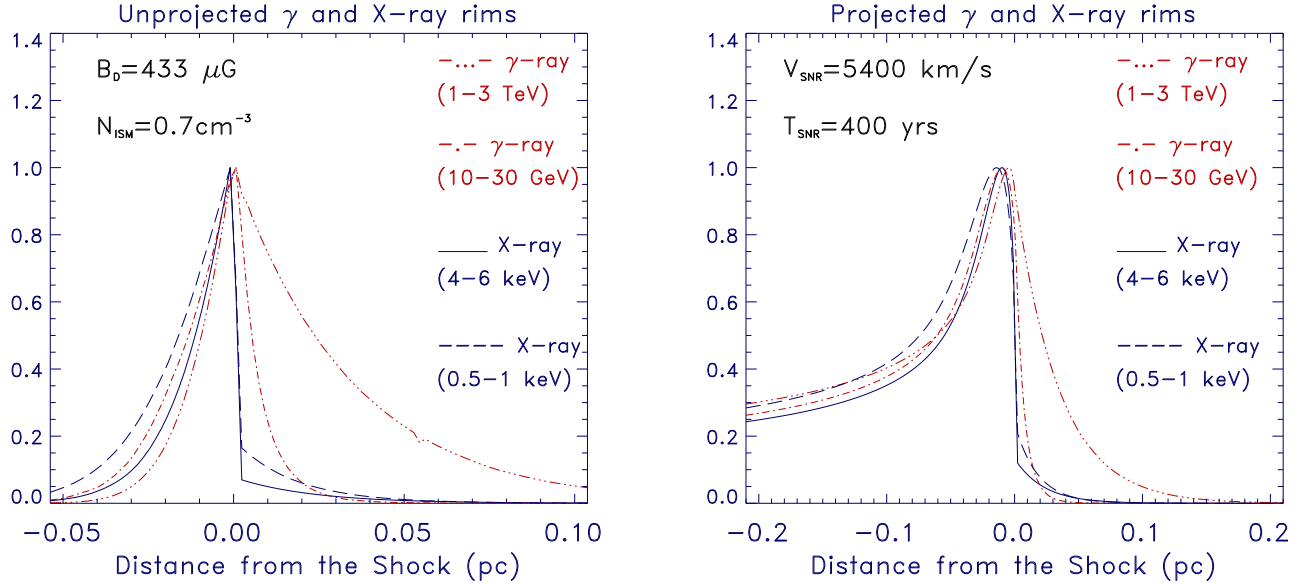 Unprojected γ and X-ray rims
1.4
1.2
1.0
0.8
0.6
0.4
0.2
0.0
B_D=433 μG
N_ISM=0.7cm⁻³
-...- γ-ray
(1-3 TeV)
-.- γ-ray
(10-30 GeV)
X-ray
(4-6 keV)
X-ray
(0.5-1 keV)
-0.05
0.00
0.05
0.10
Distance from the Shock (pc)
Projected γ and X-ray rims
1.4
1.2
1.0
0.8
0.6
0.4
0.2
0.0
V_SNR=5400 km/s
T_SNR=400 yrs
-...- γ-ray
(1-3 TeV)
-.- γ-ray
(10-30 GeV)
X-ray
(4-6 keV)
X-ray
(0.5-1 keV)
-0.2
-0.1
0.0
0.1
0.2
Distance from the Shock (pc)